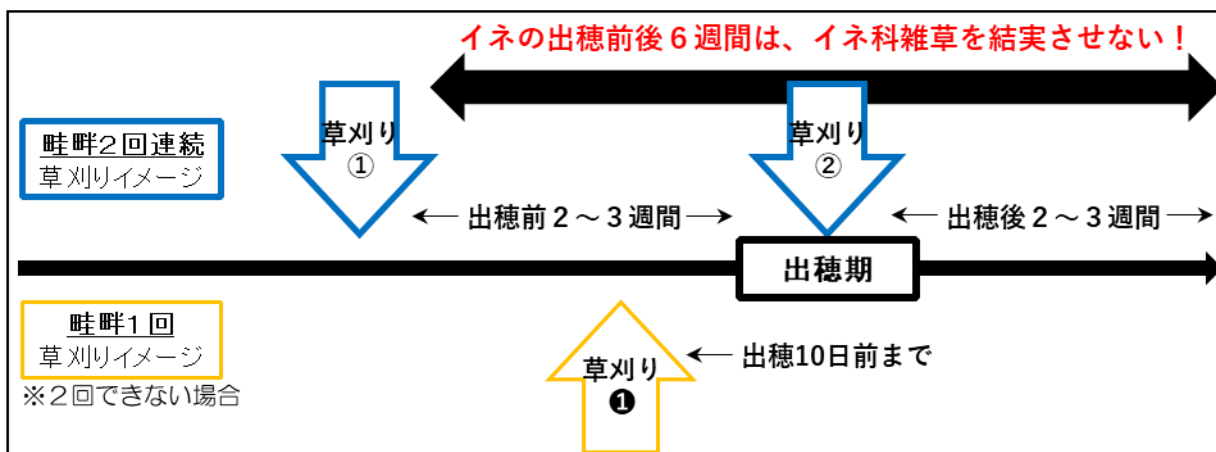 イネの出穂前後６週間は、イネ科雑草を結実させない！
畦畔２回連続
草刈りイメージ
草刈り
①
草刈り
②
← 出穂前２～３週間 →
← 出穂後２～３週間 →
出穂期
畦畔１回
草刈りイメージ
※２回できない場合
草刈り
❶
← 出穂10日前まで